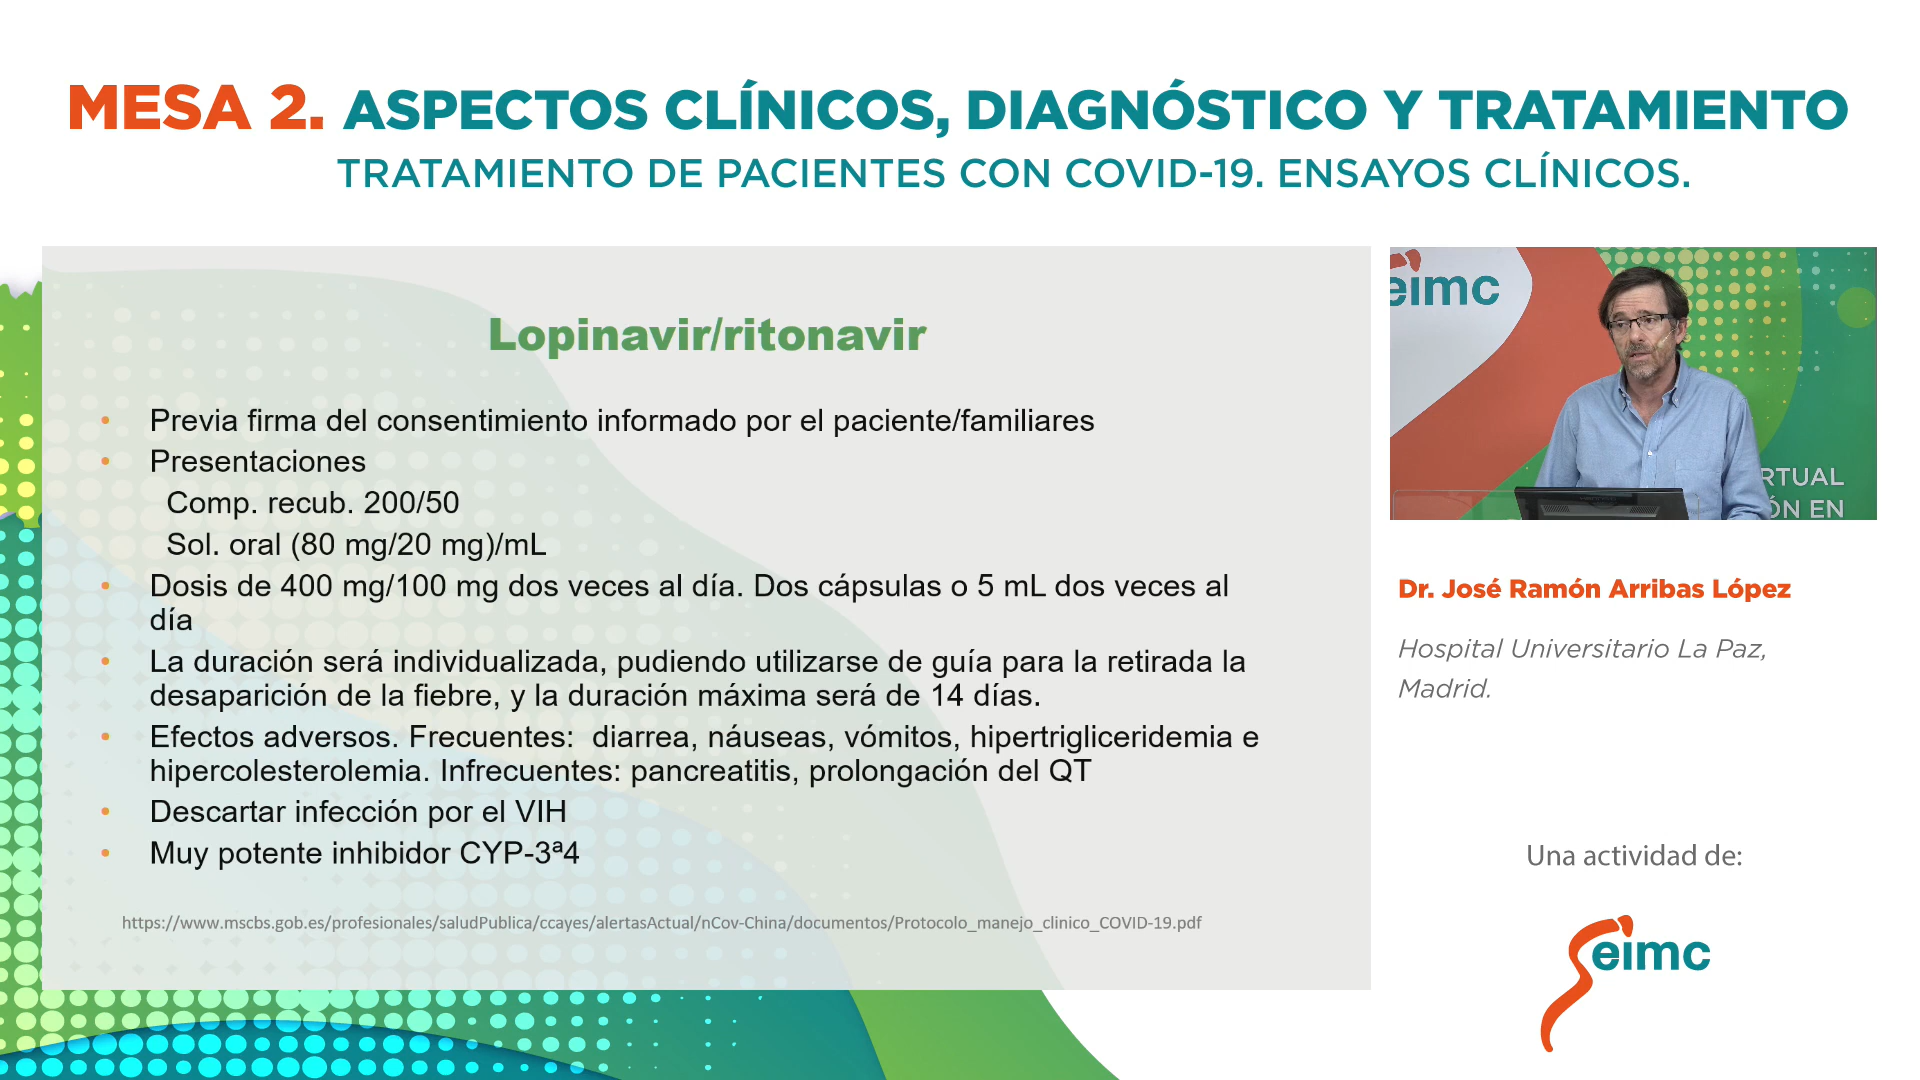 MESA 2. ASPECTOS CLÍNICOS, DIAGNÓSTICO Y TRATAMIENTO
TRATAMIENTO DE PACIENTES CON COVID-19. ENSAYOS CLÍNICOS.
Lopinavir/ritonavir
• Previa firma del consentimiento informado por el paciente/familiares
• Presentaciones
Comp. recub. 200/50
Sol. oral (80 mg/20 mg)/mL
• Dosis de 400 mg/100 mg dos veces al día. Dos cápsulas o 5 mL dos veces al
día
• La duración será individualizada, pudiendo utilizarse de guía para la retirada la
desaparición de la fiebre, y la duración máxima será de 14 días.
• Efectos adversos. Frecuentes:  diarrea, náuseas, vómitos, hipertrigliceridemia e
hipercolesterolemia. Infrecuentes: pancreatitis, prolongación del QT
• Descartar infección por el VIH
• Muy potente inhibidor CYP-3ª4
https://www.mscbs.gob.es/profesionales/saludPublica/ccayes/alertasActual/nCov-China/documentos/Protocolo_manejo_clinico_COVID-19.pdf
eimc
RTUAL
ÓN EN
Dr. José Ramón Arribas López
Hospital Universitario La Paz,
Madrid.
Una actividad de:
Seimc